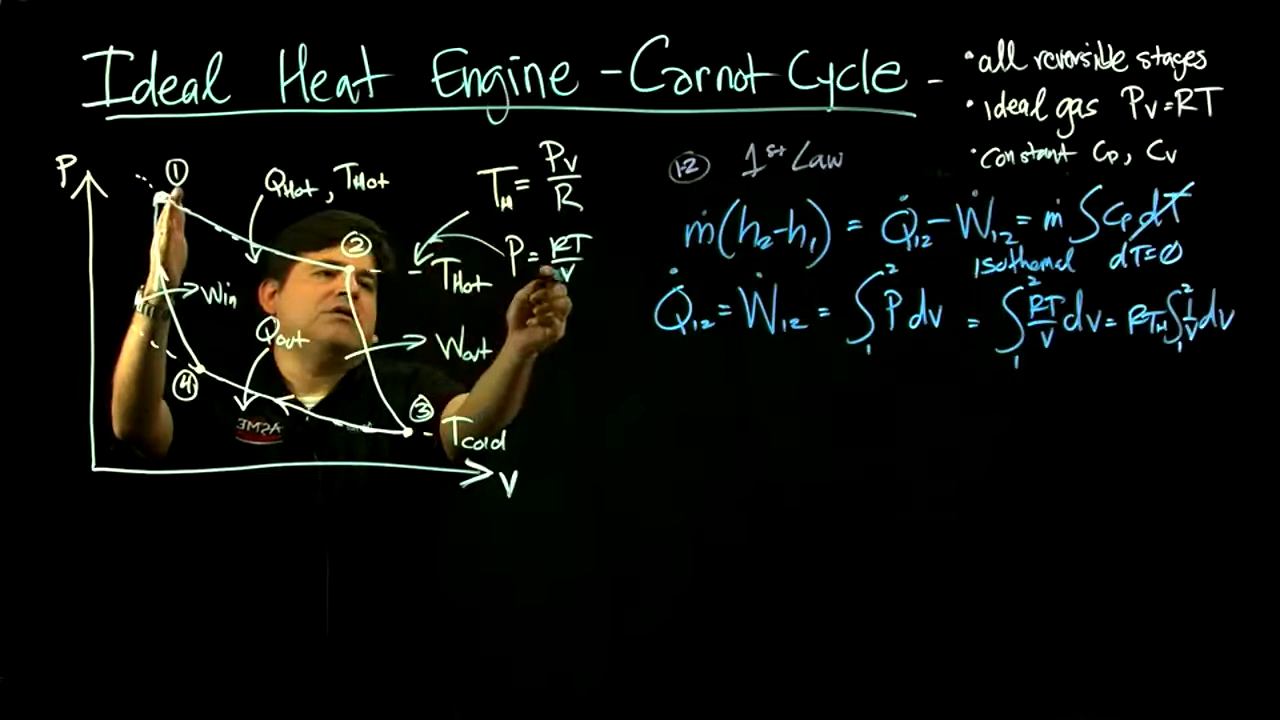 Ideal Heat Engine - Carnot Cycle -
• all reversible stages
• ideal gas Pv=RT
• constant Cp, Cv
P
①
QHot, THot
TH = Pv/R
②
P = RT/v
THot
Win
Qout
Wout
④
③
Tcold
v
ASME
1-2 1st Law
ṁ(h2-h1) = Q̇12 - Ẇ12 = ṁ ∫ Cp dT
Isothermal dT=0
Q̇12 = Ẇ12 = ∫₁² P dv = ∫₁² RT/v dv = RTH ∫₁² 1/v dv